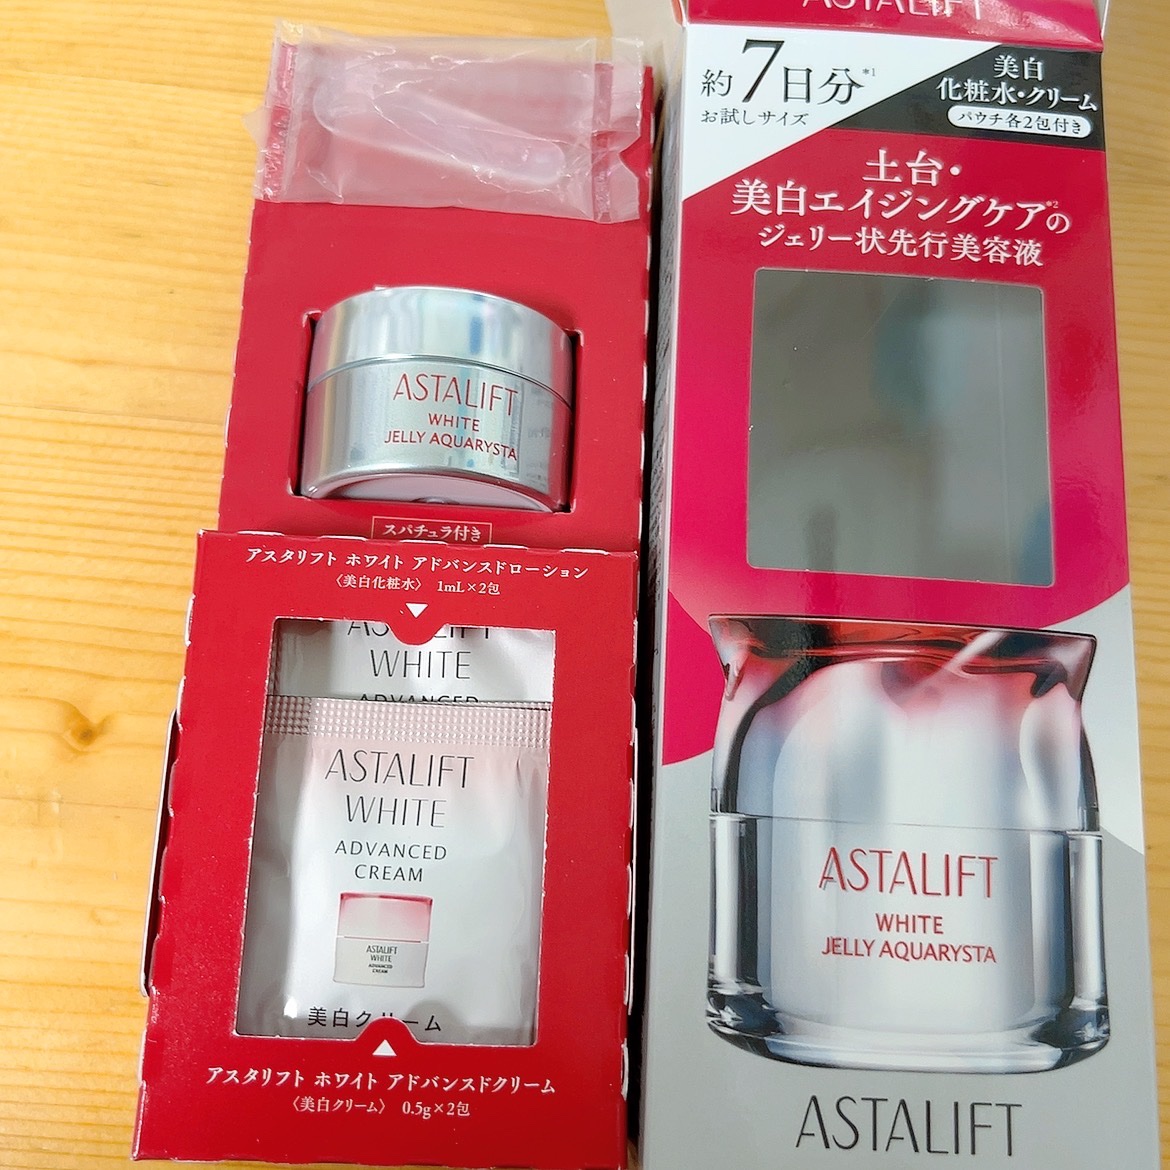 ASTALIFT
WHITE
JELLY AQUARYSTA
スパチュラ付き
アスタリフト ホワイト アドバンスドローション
〈美白化粧水〉 1mL×2包
ASTALIFT
WHITE
ADVANCED
ASTALIFT
WHITE
ADVANCED
CREAM
ASTALIFT
WHITE
ADVANCED
CREAM
美白クリーム
アスタリフト ホワイト アドバンスドクリーム
〈美白クリーム〉 0.5g×2包
ASTALIFT
約7日分*1
お試しサイズ
美白
化粧水・クリーム
パウチ各2包付き
土台・
美白エイジングケア*2の
ジェリー状先行美容液
ASTALIFT
WHITE
JELLY AQUARYSTA
ASTALIFT